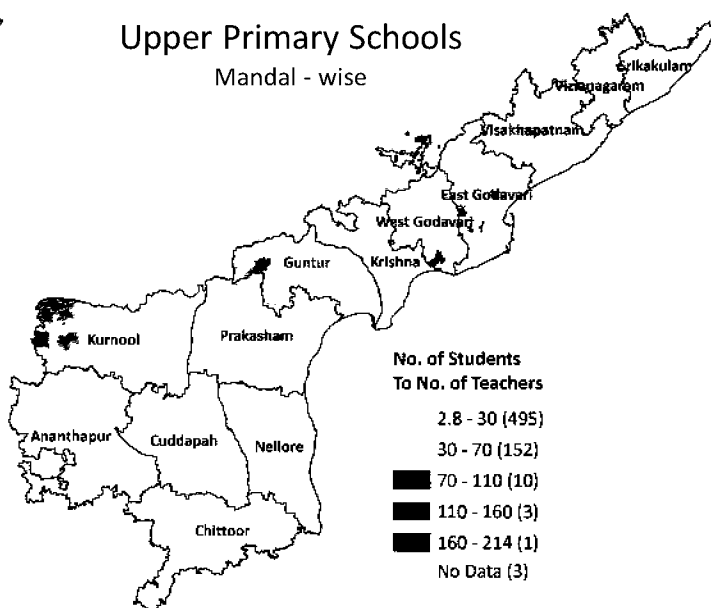 Upper Primary Schools
Mandal - wise
Srikakulam
Vizianagaram
Visakhapatnam
East Godavari
West Godavari
Guntur
Krishna
Kurnool
Prakasham
No. of Students
To No. of Teachers
2.8 - 30 (495)
30 - 70 (152)
70 - 110 (10)
110 - 160 (3)
160 - 214 (1)
No Data (3)
Ananthapur
Cuddapah
Nellore
Chittoor